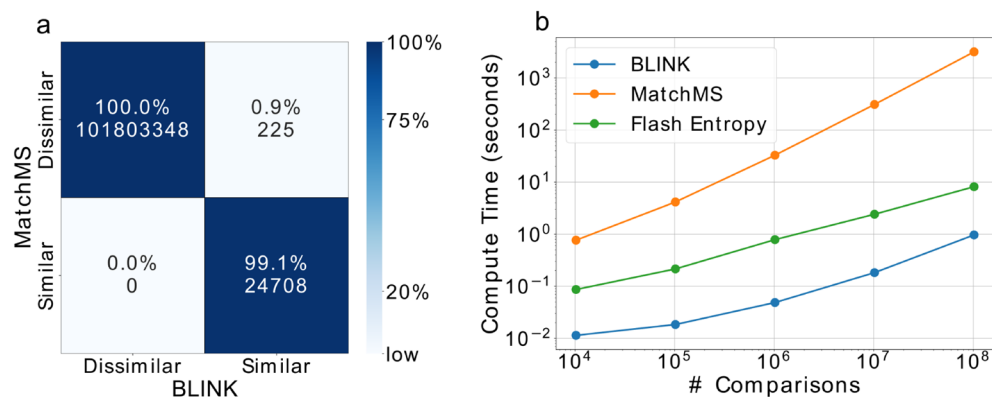 a
MatchMS
Dissimilar
Similar
100.0%
101803348
0.9%
225
0.0%
0
99.1%
24708
Dissimilar
Similar
BLINK
100%
75%
20%
low
b
Compute Time (seconds)
10³
10²
10¹
10⁰
10⁻¹
10⁻²
BLINK
MatchMS
Flash Entropy
10⁴
10⁵
10⁶
10⁷
10⁸
# Comparisons